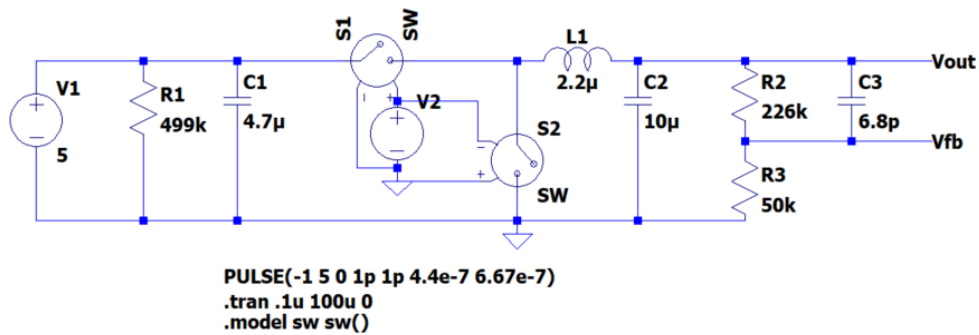 S1
SW
L1
V1
R1
C1
V2
2.2µ
C2
R2
C3
Vout
499k
4.7µ
S2
10µ
226k
6.8p
5
Vfb
SW
R3
50k
PULSE(-1 5 0 1p 1p 4.4e-7 6.67e-7)
.tran .1u 100u 0
.model sw sw()